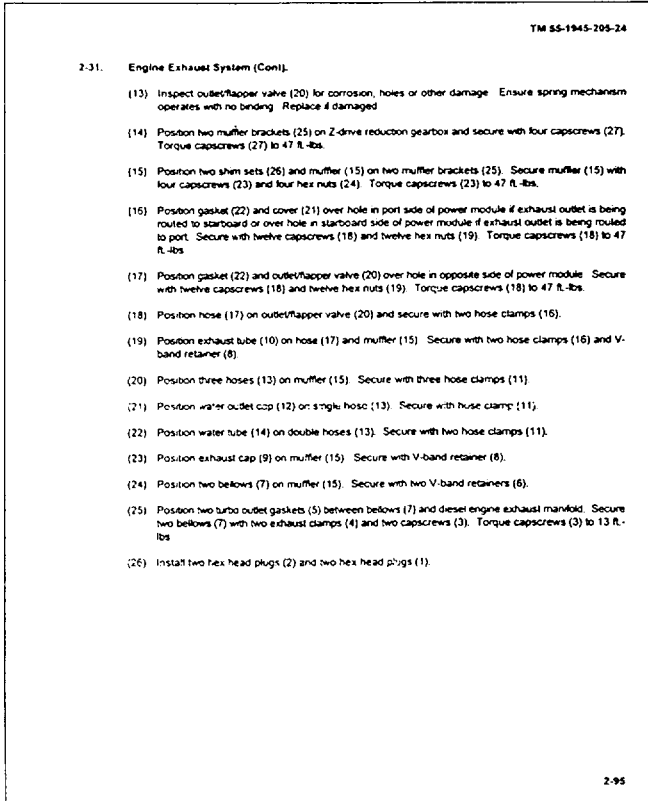 TM 55-1945-205-24
2-31. Engine Exhaust System (Cont).
(13) Inspect outlet/flapper valve (20) for corrosion, holes or other damage Ensure spring mechanism
operates with no binding Replace if damaged
(14) Position two muffler brackets (25) on Z-drive reduction gearbox and secure with four capscrews (27).
Torque capscrews (27) to 47 ft.-lbs.
(15) Position two shim sets (26) and muffler (15) on two muffler brackets (25). Secure muffler (15) with
four capscrews (23) and four hex nuts (24). Torque capscrews (23) to 47 ft.-lbs.
(16) Position gasket (22) and cover (21) over hole in port side of power module if exhaust outlet is being
routed to starboard or over hole in starboard side of power module if exhaust outlet is being routed
to port Secure with twelve capscrews (18) and twelve hex nuts (19). Torque capscrews (18) to 47
ft.-lbs
(17) Position gasket (22) and outlet/flapper valve (20) over hole in opposite side of power module Secure
with twelve capscrews (18) and twelve hex nuts (19). Torque capscrews (18) to 47 ft.-lbs.
(18) Position hose (17) on outlet/flapper valve (20) and secure with two hose clamps (16).
(19) Position exhaust tube (10) on hose (17) and muffler (15) Secure with two hose clamps (16) and V-
band retainer (8).
(20) Position three hoses (13) on muffler (15). Secure with three hose clamps (11).
(21) Position water outlet cap (12) on single hose (13). Secure with hose clamp (11).
(22) Position water tube (14) on double hoses (13). Secure with two hose clamps (11).
(23) Position exhaust cap (9) on muffler (15) Secure with V-band retainer (8).
(24) Position two bellows (7) on muffler (15). Secure with two V-band retainers (6).
(25) Position two turbo outlet gaskets (5) between bellows (7) and diesel engine exhaust manifold. Secure
two bellows (7) with two exhaust clamps (4) and two capscrews (3). Torque capscrews (3) to 13 ft.-
lbs
(26) Install two hex head plugs (2) and two hex head plugs (1).
2-95